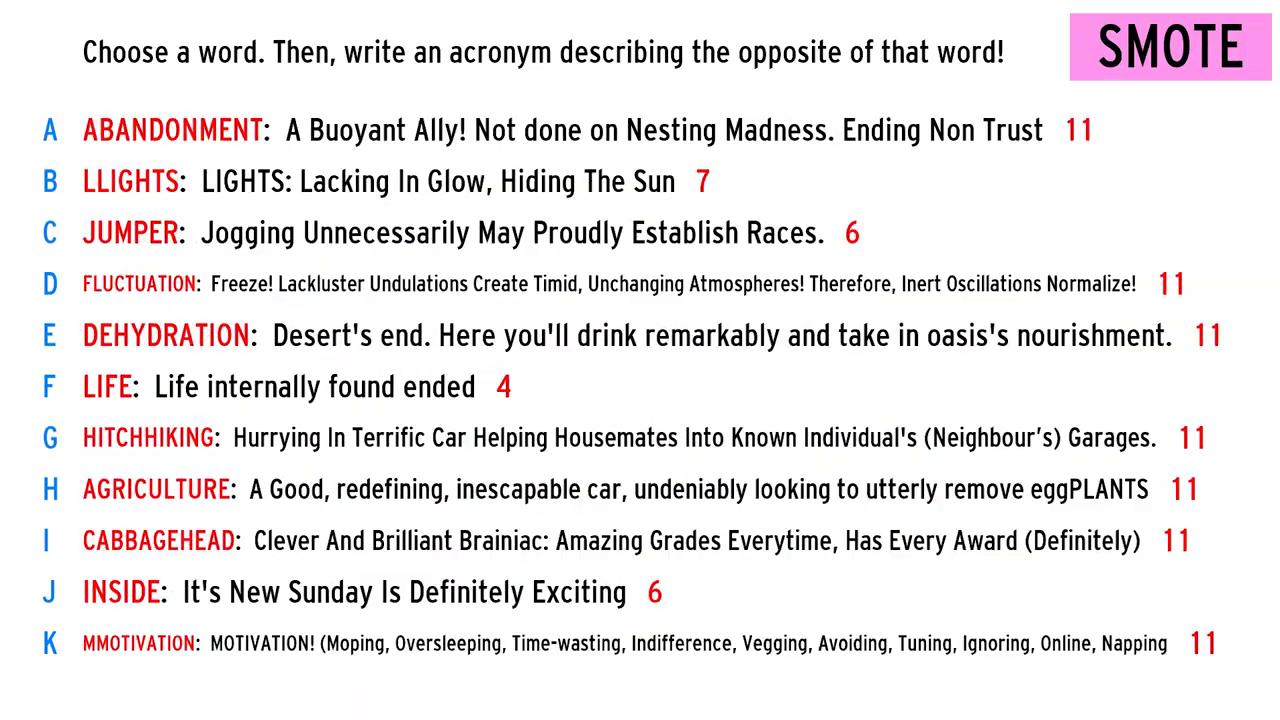 Choose a word. Then, write an acronym describing the opposite of that word!
SMOTE
A ABANDONMENT: A Buoyant Ally! Not done on Nesting Madness. Ending Non Trust 11
B LLIGHTS: LIGHTS: Lacking In Glow, Hiding The Sun 7
C JUMPER: Jogging Unnecessarily May Proudly Establish Races. 6
D FLUCTUATION: Freeze! Lackluster Undulations Create Timid, Unchanging Atmospheres! Therefore, Inert Oscillations Normalize! 11
E DEHYDRATION: Desert's end. Here you'll drink remarkably and take in oasis's nourishment. 11
F LIFE: Life internally found ended 4
G HITCHHIKING: Hurrying In Terrific Car Helping Housemates Into Known Individual's (Neighbour’s) Garages. 11
H AGRICULTURE: A Good, redefining, inescapable car, undeniably looking to utterly remove eggPLANTS 11
I CABBAGEHEAD: Clever And Brilliant Brainiac: Amazing Grades Everytime, Has Every Award (Definitely) 11
J INSIDE: It's New Sunday Is Definitely Exciting 6
K MMOTIVATION: MOTIVATION! (Moping, Oversleeping, Time-wasting, Indifference, Vegging, Avoiding, Tuning, Ignoring, Online, Napping 11